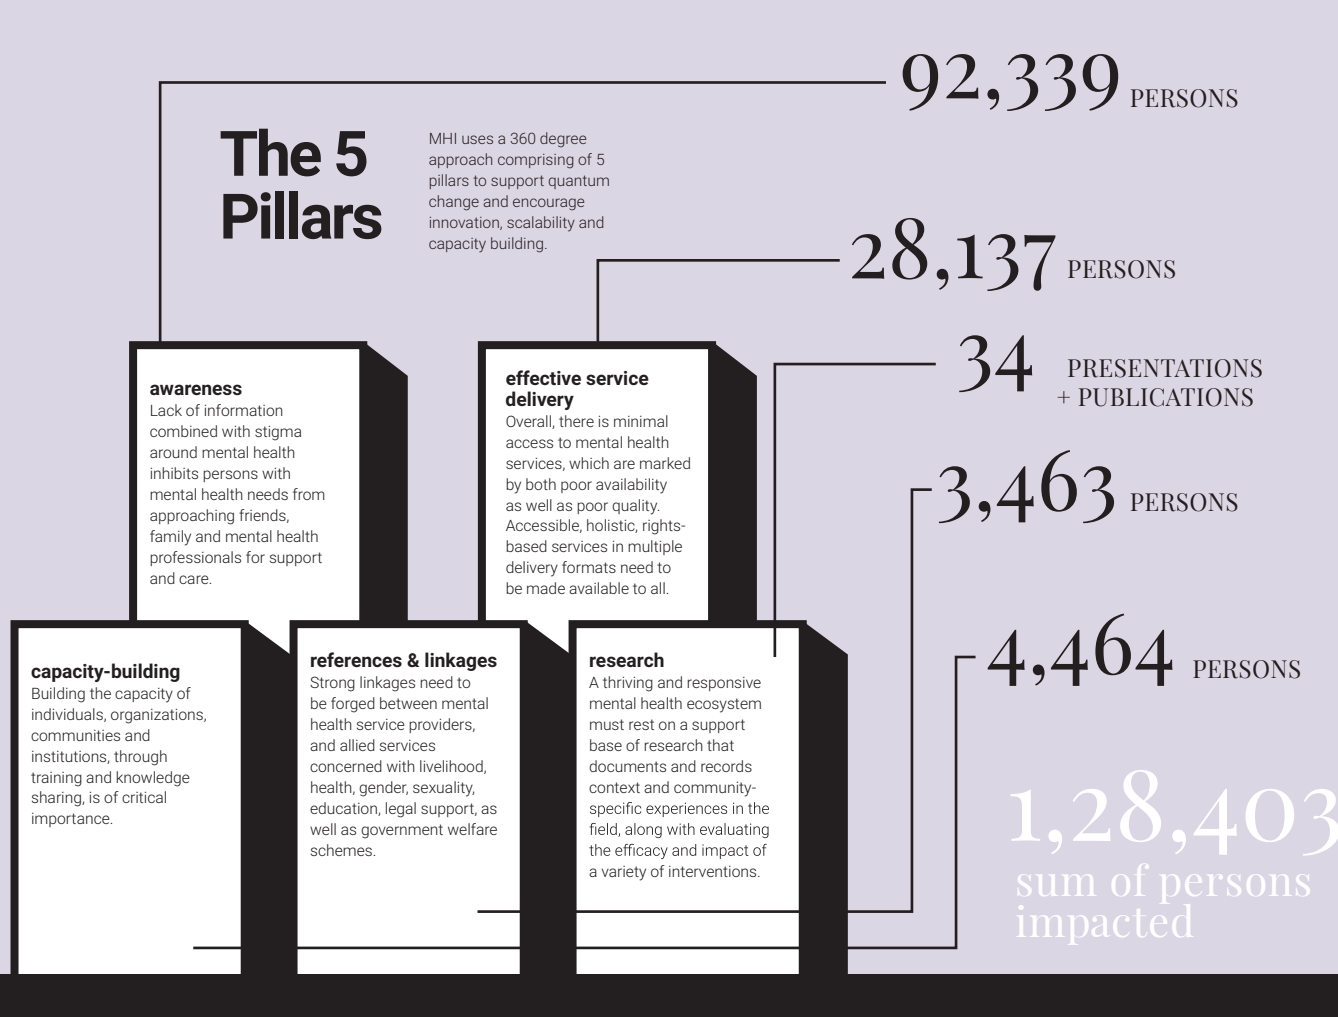 92,339 PERSONS
The 5
Pillars
MHI uses a 360 degree
approach comprising of 5
pillars to support quantum
change and encourage
innovation, scalability and
capacity building.
28,137 PERSONS
34 PRESENTATIONS
+ PUBLICATIONS
awareness
Lack of information
combined with stigma
around mental health
inhibits persons with
mental health needs from
approaching friends,
family and mental health
professionals for support
and care.
effective service
delivery
Overall, there is minimal
access to mental health
services, which are marked
by both poor availability
as well as poor quality.
Accessible, holistic, rights-
based services in multiple
delivery formats need to
be made available to all.
3,463 PERSONS
4,464 PERSONS
capacity-building
Building the capacity of
individuals, organizations,
communities and
institutions, through
training and knowledge
sharing, is of critical
importance.
references & linkages
Strong linkages need to
be forged between mental
health service providers,
and allied services
concerned with livelihood,
health, gender, sexuality,
education, legal support, as
well as government welfare
schemes.
research
A thriving and responsive
mental health ecosystem
must rest on a support
base of research that
documents and records
context and community-
specific experiences in the
field, along with evaluating
the efficacy and impact of
a variety of interventions.
1,28,403
sum of persons
impacted